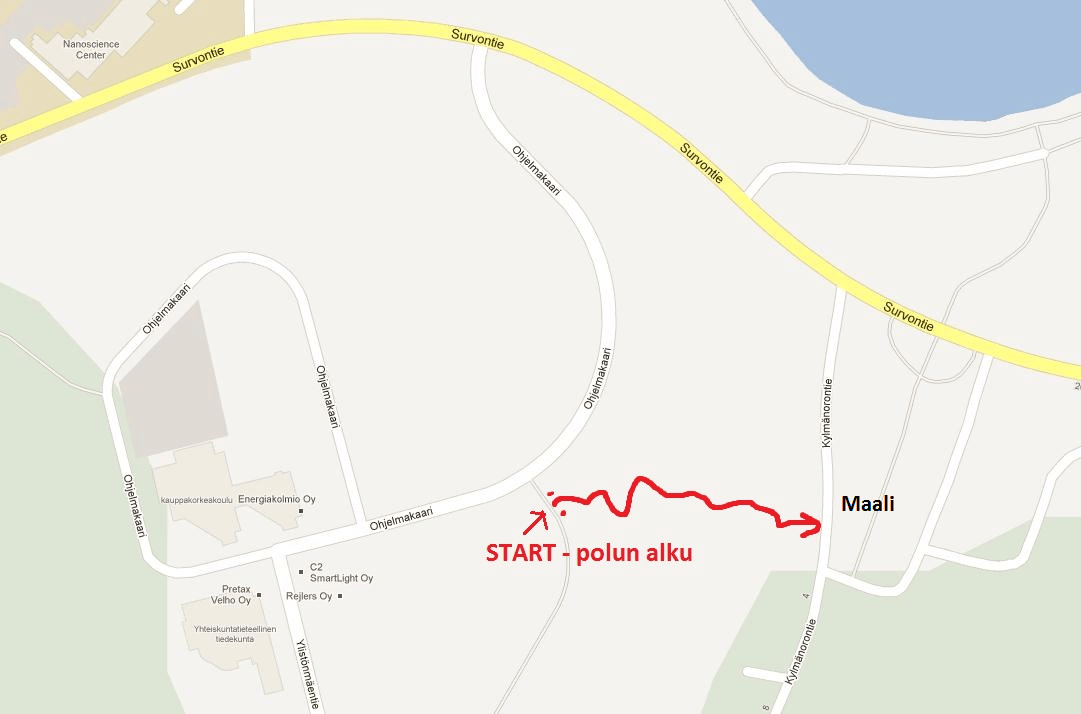 Nanoscience
Center
Survontie
Survontie
Survontie
Survontie
Ohjelmakaari
Ohjelmakaari
Ohjelmakaari
Ohjelmakaari
Ohjelmakaari
Ohjelmakaari
Kylmänorontie
kauppakorkeakoulu
Energiakolmio Oy
Maali
START - polun alku
C2
SmartLight Oy
Pretax
Velho Oy
Rejlers Oy
Yhteiskuntatieteellinen
tiedekunta
Ylistönmäentie
4
Kylmänorontie
8